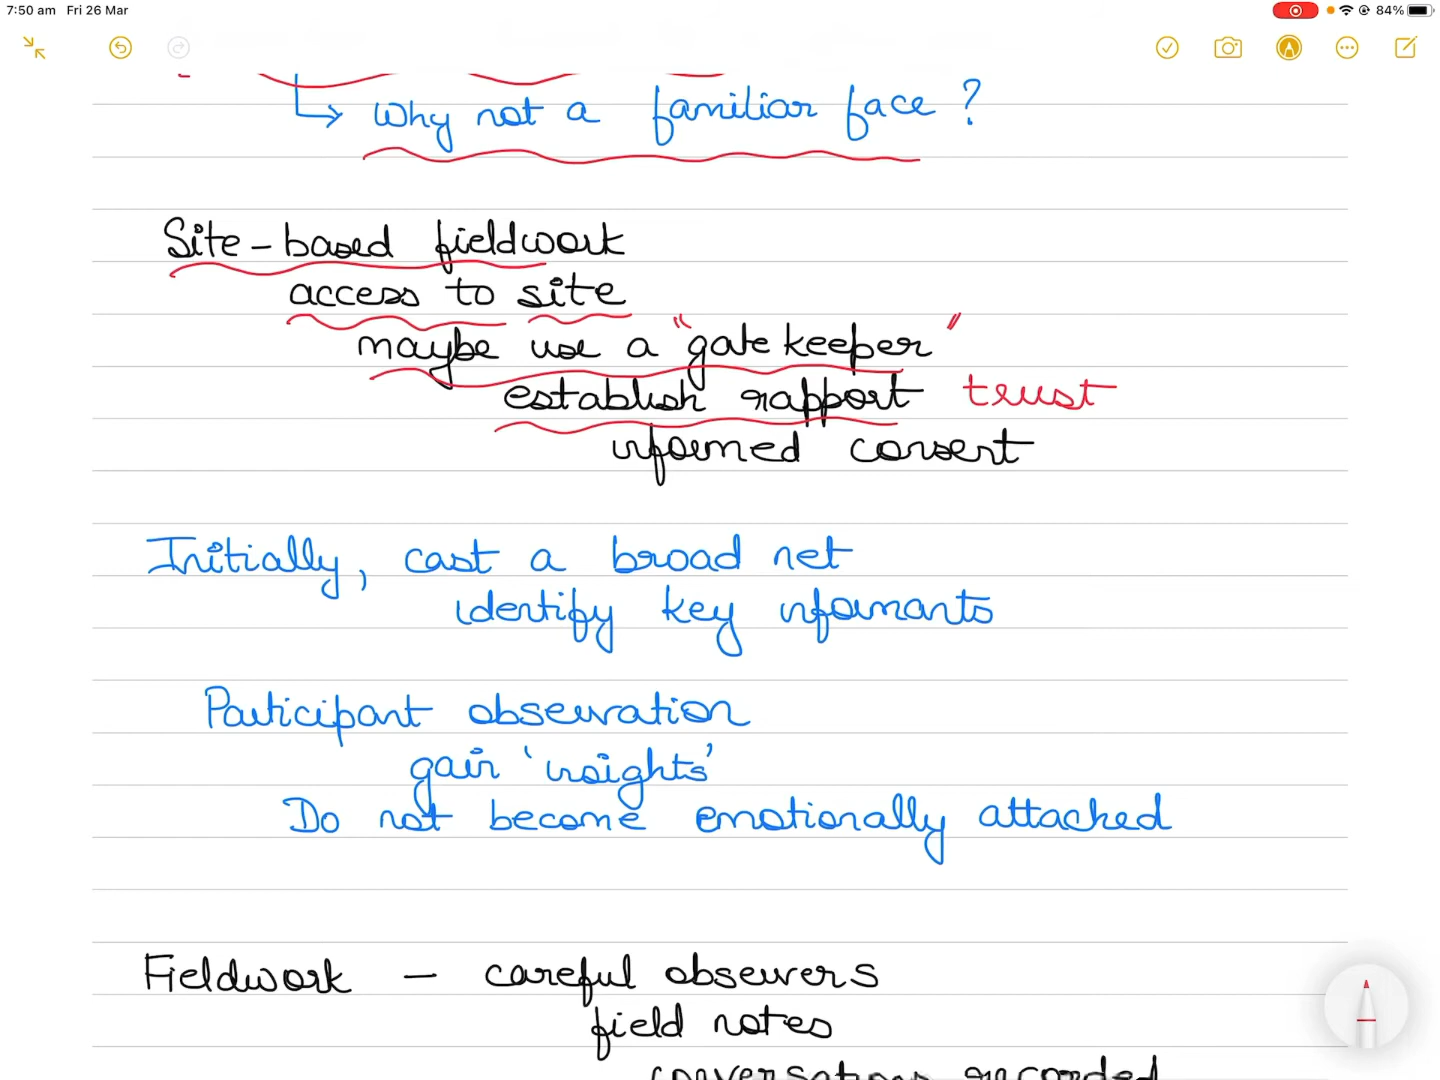 7:50 am Fri 26 Mar
84%
↳ Why not a familiar face?
Site-based fieldwork
access to site
maybe use a "gatekeeper"
establish rapport trust
informed consent
Initially, cast a broad net
identify key informants
Participant observation
gain 'insights'
Do not become emotionally attached
Fieldwork – careful observers
field notes
conversations recorded